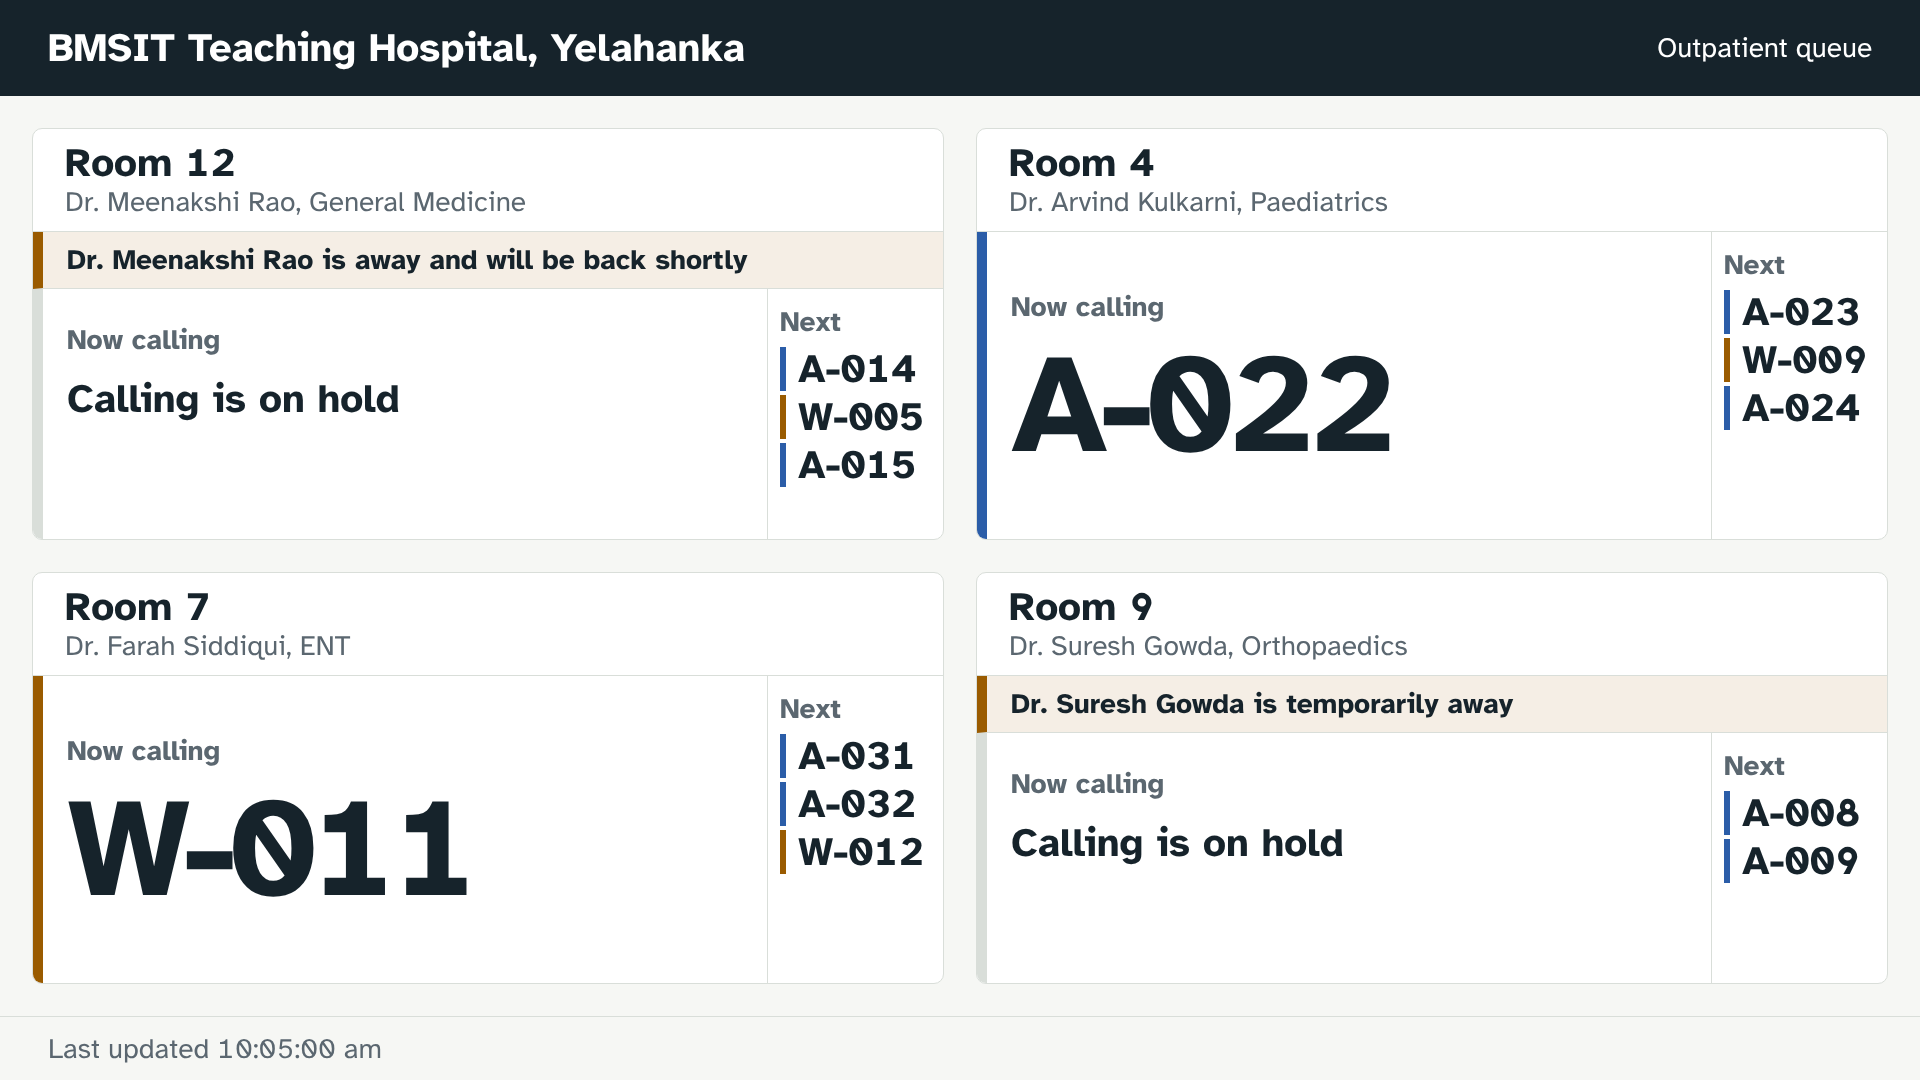 BMSIT Teaching Hospital, Yelahanka
Outpatient queue
Room 12
Dr. Meenakshi Rao, General Medicine
Dr. Meenakshi Rao is away and will be back shortly
Now calling
Calling is on hold
Next
A-014
W-005
A-015
Room 4
Dr. Arvind Kulkarni, Paediatrics
Now calling
A-022
Next
A-023
W-009
A-024
Room 7
Dr. Farah Siddiqui, ENT
Now calling
W-011
Next
A-031
A-032
W-012
Room 9
Dr. Suresh Gowda, Orthopaedics
Dr. Suresh Gowda is temporarily away
Now calling
Calling is on hold
Next
A-008
A-009
Last updated 10:05:00 am